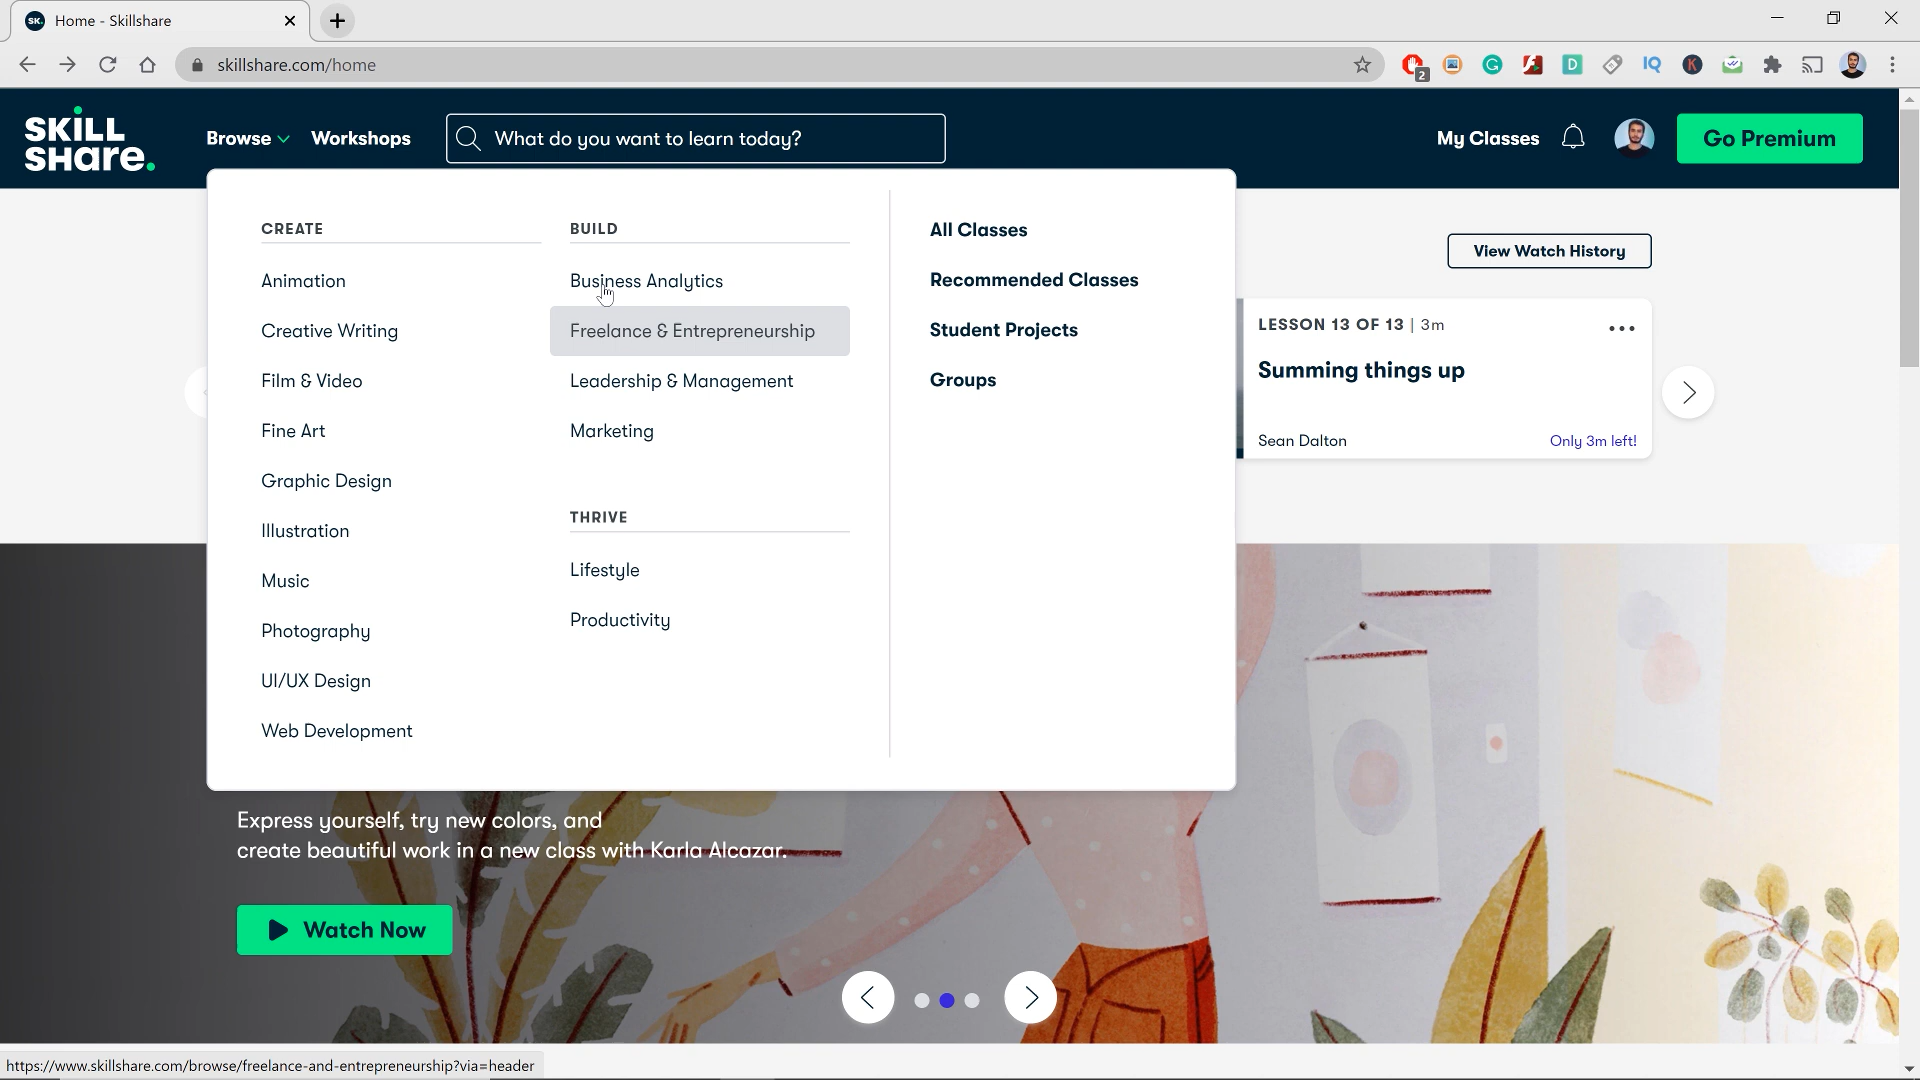 SK.
Home - Skillshare
skillshare.com/home
2
D
IQ
K
SKILL
SHare.
Browse
Workshops
What do you want to learn today?
My Classes
Go Premium
CREATE
Animation
Creative Writing
Film & Video
Fine Art
Graphic Design
Illustration
Music
Photography
UI/UX Design
Web Development
BUILD
Business Analytics
Freelance & Entrepreneurship
Leadership & Management
Marketing
THRIVE
Lifestyle
Productivity
All Classes
Recommended Classes
Student Projects
Groups
View Watch History
LESSON 13 OF 13 | 3m
Summing things up
Sean Dalton
Only 3m left!
Express yourself, try new colors, and
create beautiful work in a new class with Karla Alcazar.
Watch Now
https://www.skillshare.com/browse/freelance-and-entrepreneurship?via=header